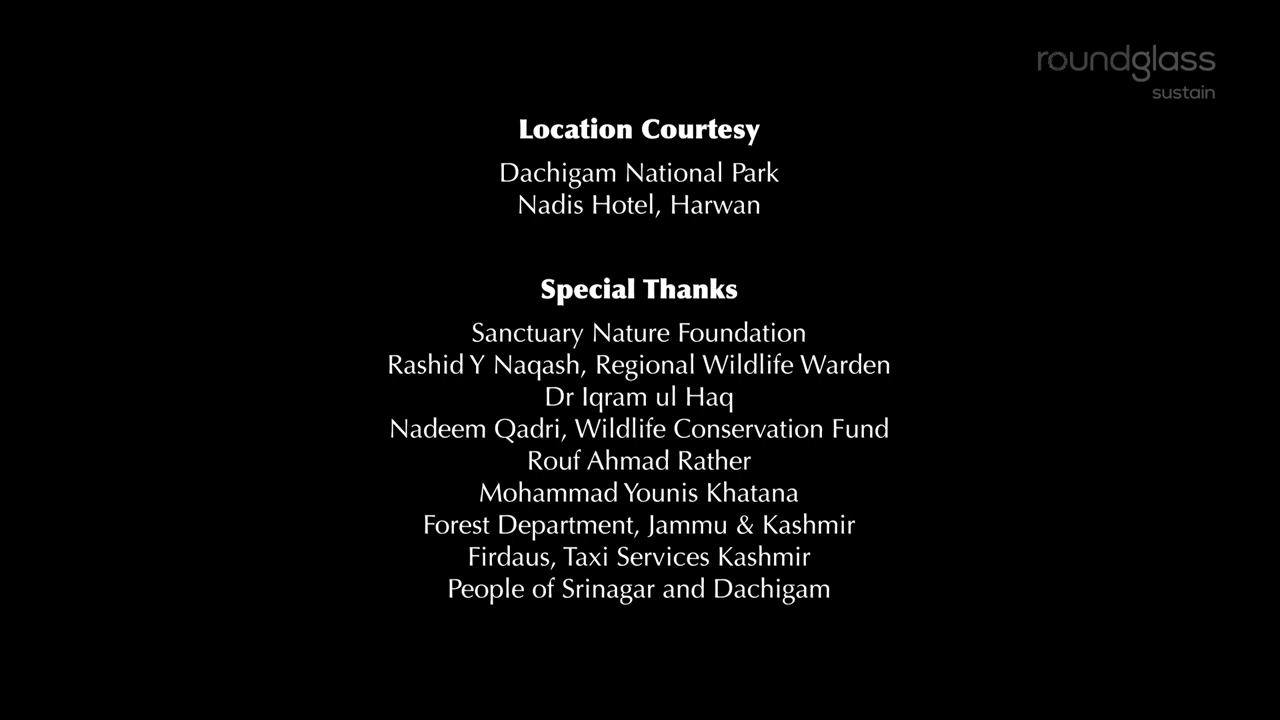 roundglass
sustain
Location Courtesy
Dachigam National Park
Nadis Hotel, Harwan
Special Thanks
Sanctuary Nature Foundation
Rashid Y Naqash, Regional Wildlife Warden
Dr Iqram ul Haq
Nadeem Qadri, Wildlife Conservation Fund
Rouf Ahmad Rather
Mohammad Younis Khatana
Forest Department, Jammu & Kashmir
Firdaus, Taxi Services Kashmir
People of Srinagar and Dachigam